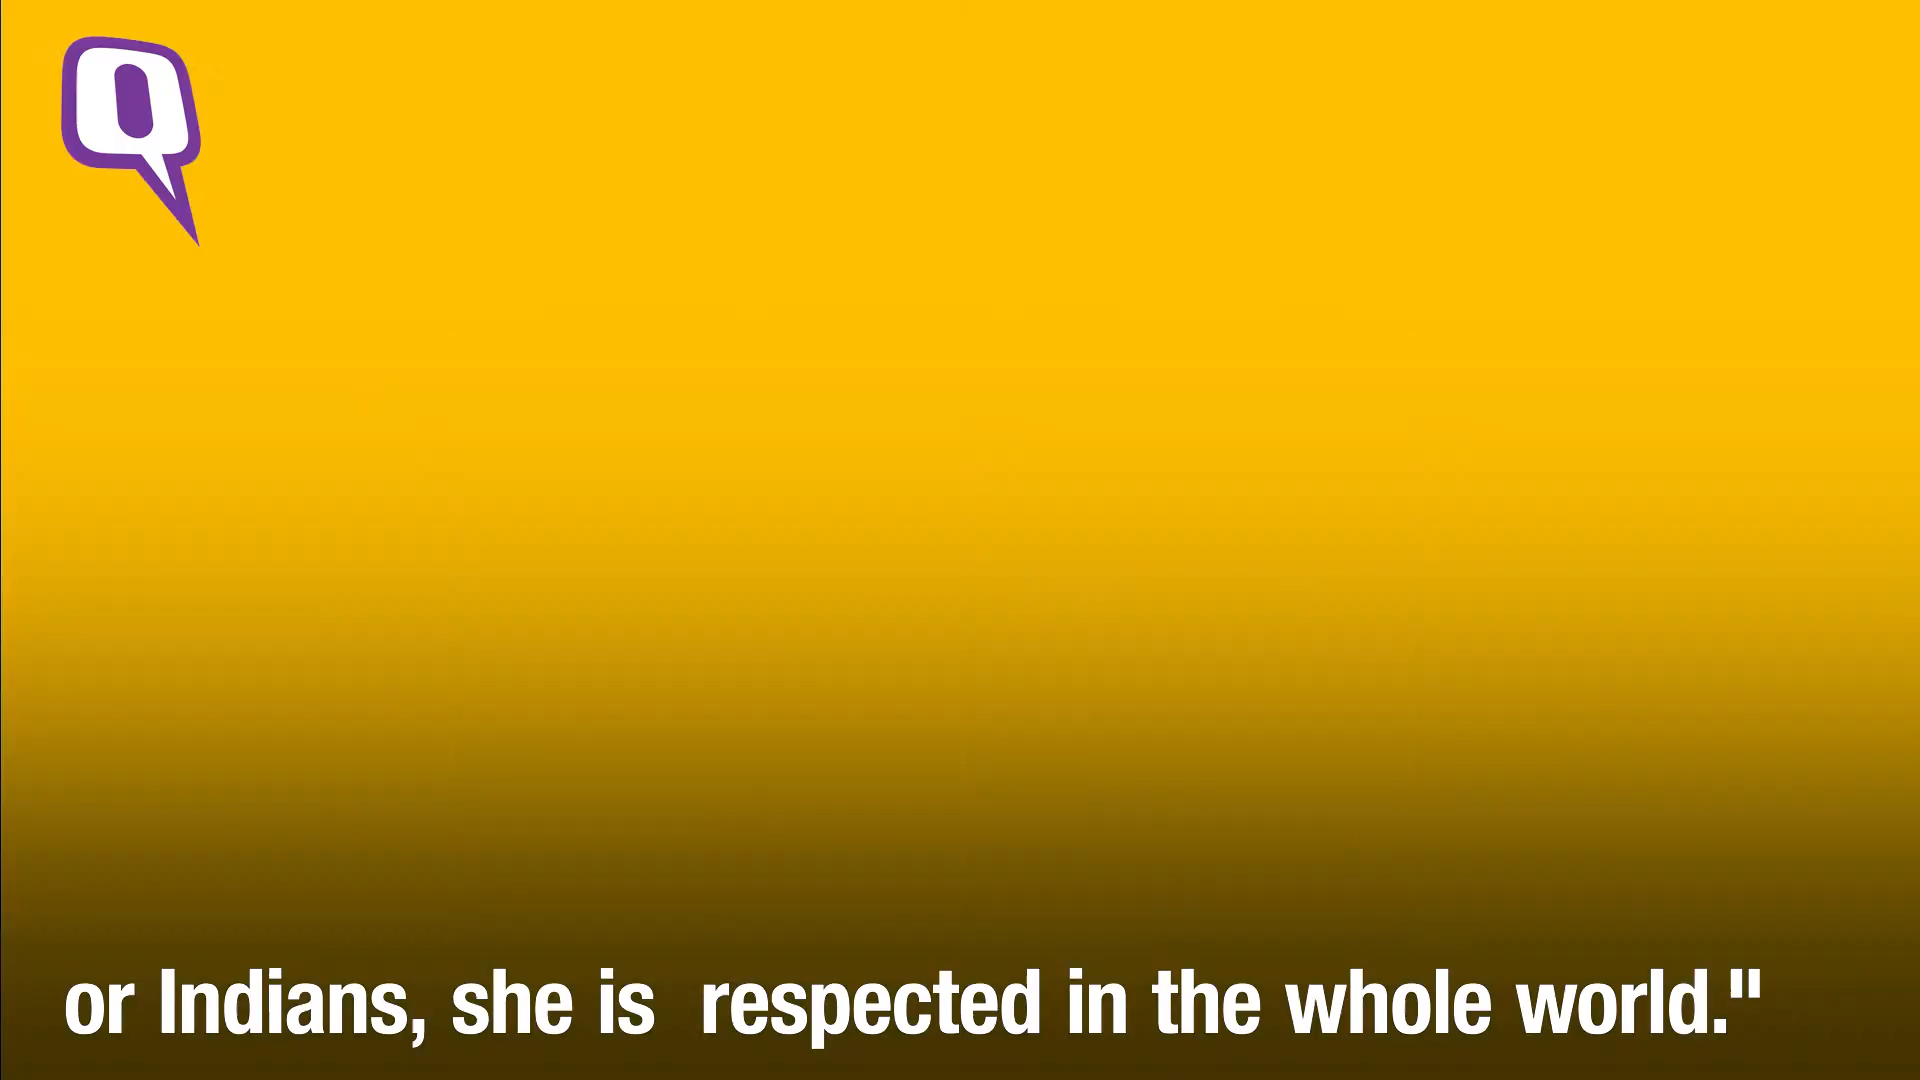 Q
or Indians, she is  respected in the whole world."